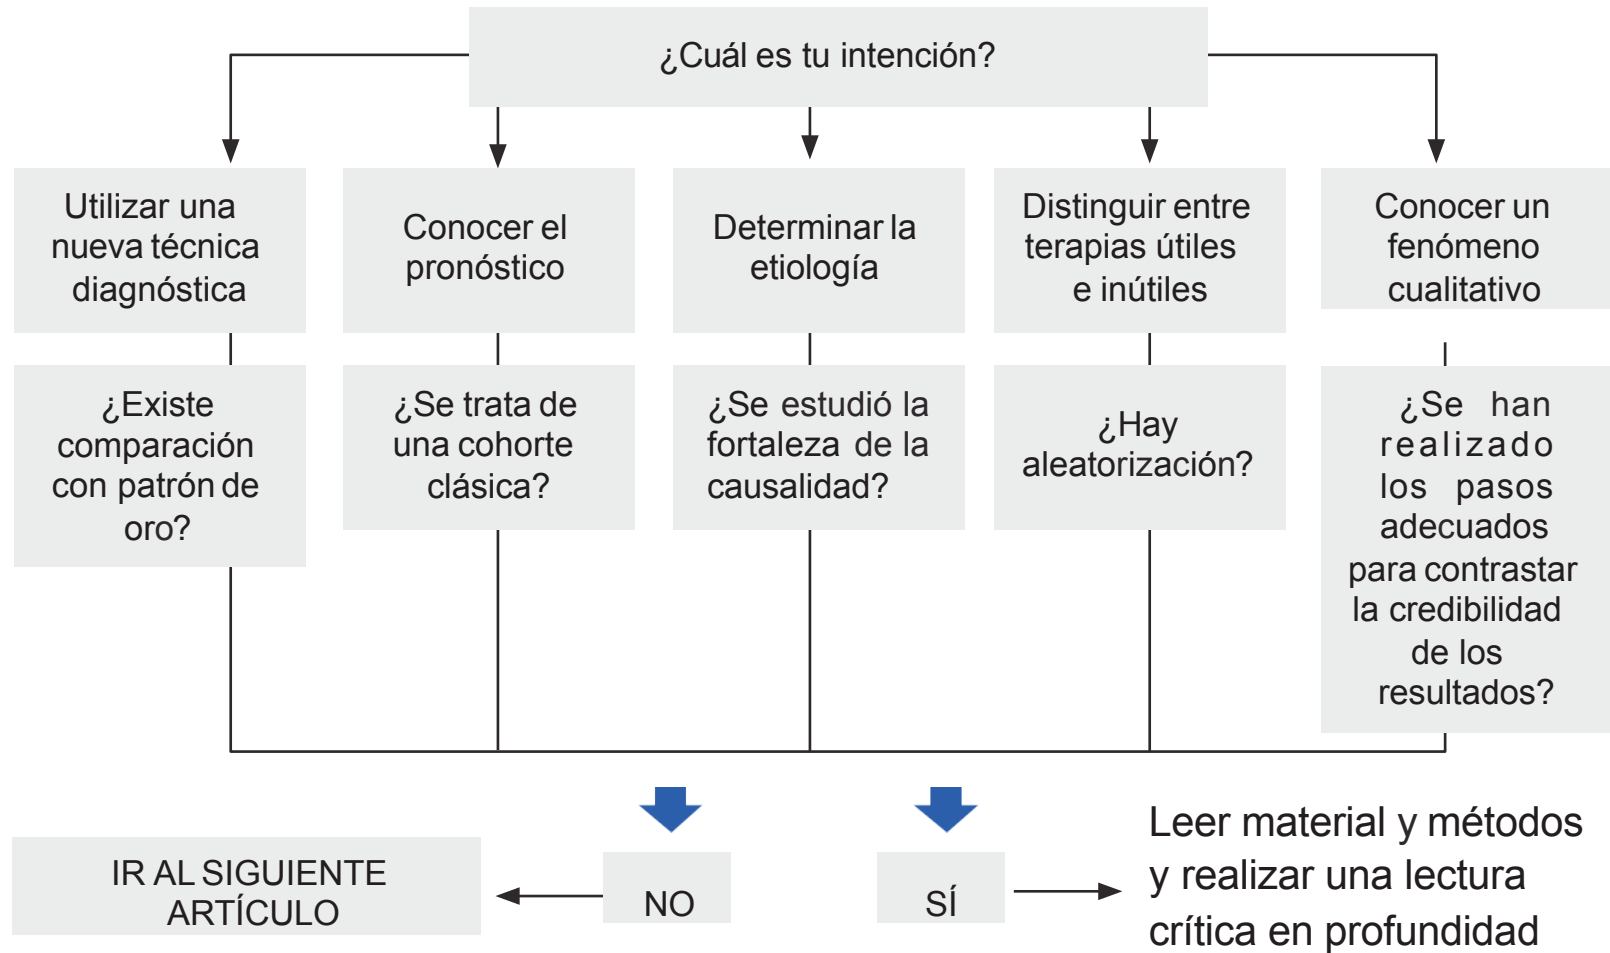 ¿Cuál es tu intención?
Utilizar una
nueva técnica
diagnóstica
Conocer el
pronóstico
Determinar la
etiología
Distinguir entre
terapias útiles
e inútiles
Conocer un
fenómeno
cualitativo
¿Existe
comparación
con patrón de
oro?
¿Se trata de
una cohorte
clásica?
¿Se estudió la
fortaleza de la
causalidad?
¿Hay
aleatorización?
¿Se han
realizado
los pasos
adecuados
para contrastar
la credibilidad
de los
resultados?
IR AL SIGUIENTE
ARTÍCULO
NO
SÍ
Leer material y métodos
y realizar una lectura
crítica en profundidad